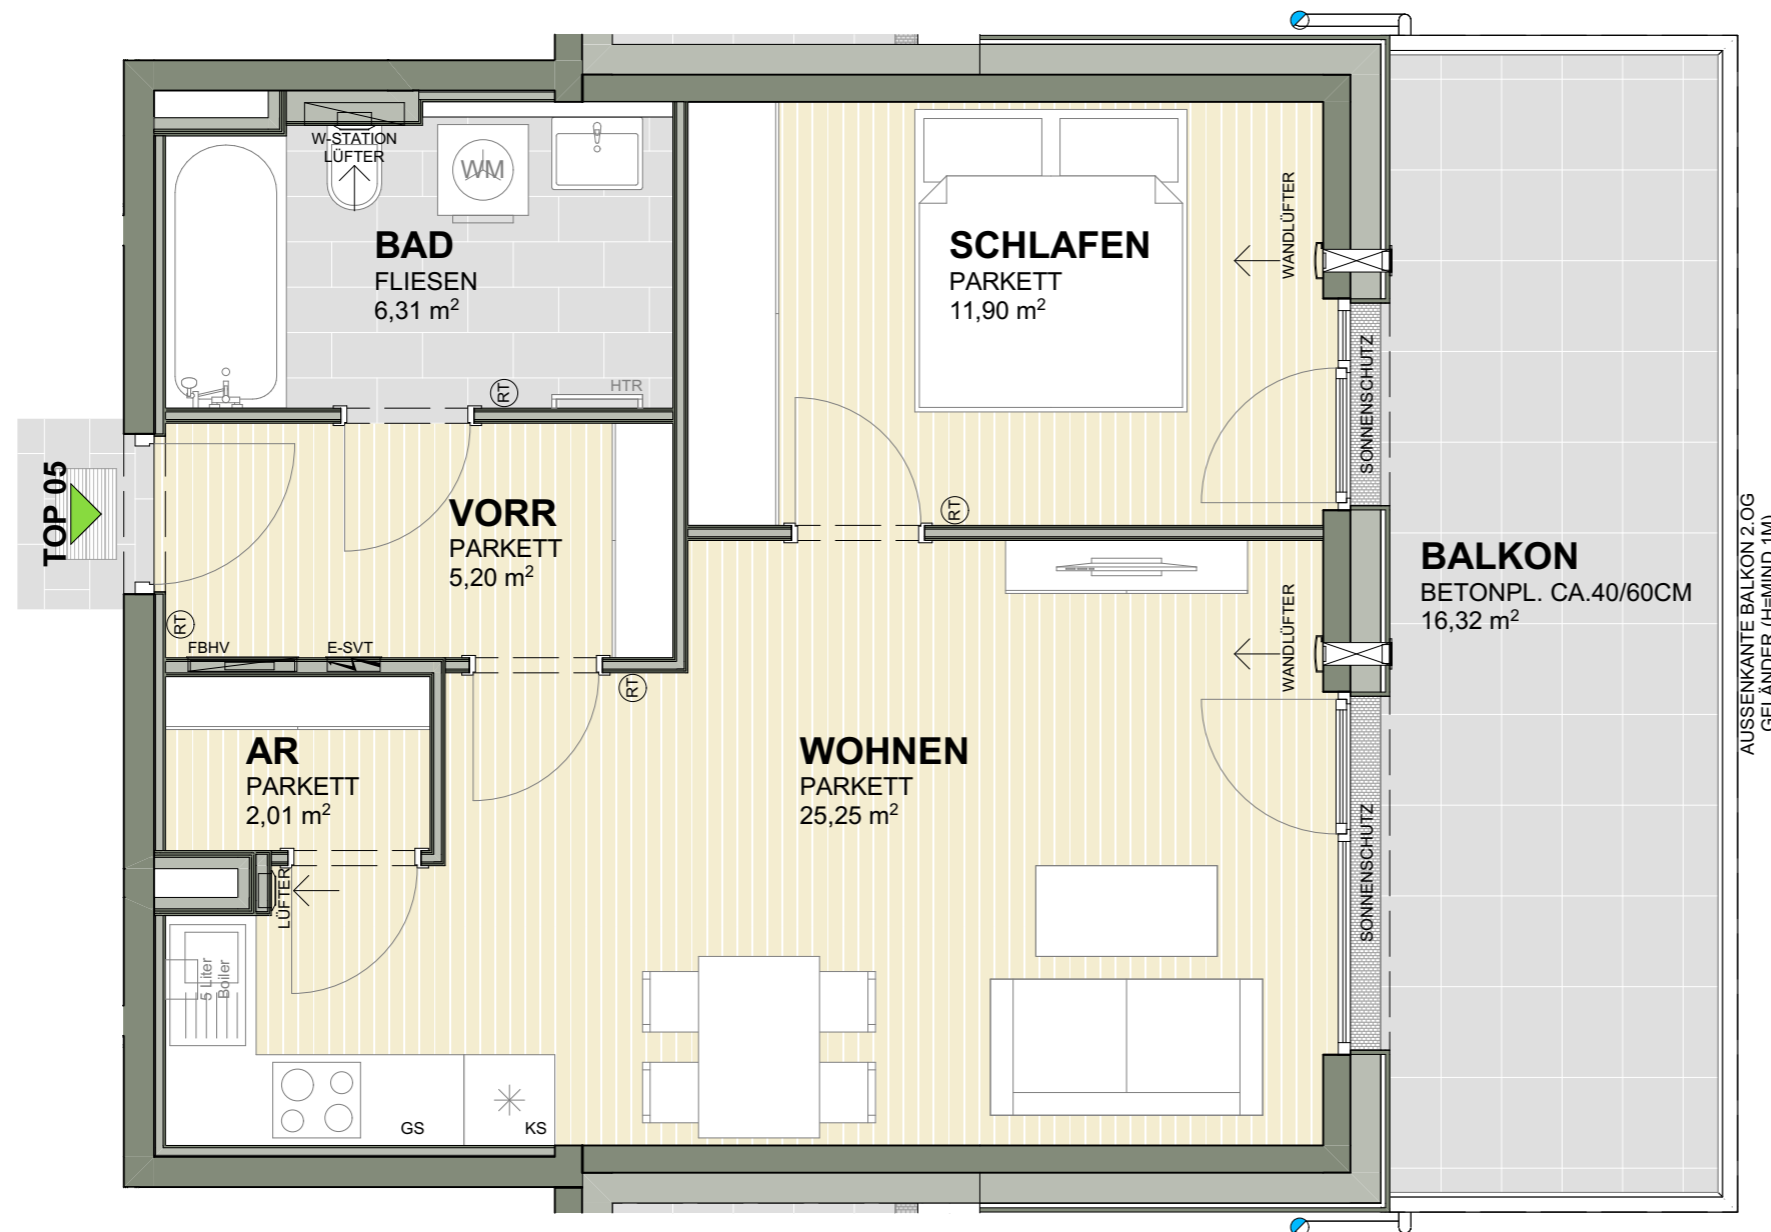 W-STATION
LÜFTER
WM
BAD
FLIESEN
6,31 m²
RT
HTR
SCHLAFEN
PARKETT
11,90 m²
WANDLÜFTER
SONNENSCHUTZ
TOP 05
VORR
PARKETT
5,20 m²
RT
RT
FBHV
E-SVT
RT
AR
PARKETT
2,01 m²
LÜFTER
WOHNEN
PARKETT
25,25 m²
WANDLÜFTER
SONNENSCHUTZ
BALKON
BETONPL. CA.40/60CM
16,32 m²
AUSSENKANTE BALKON 2.OG
GELÄNDER (H=MIND.1M)
5 Liter
Boiler
GS
KS